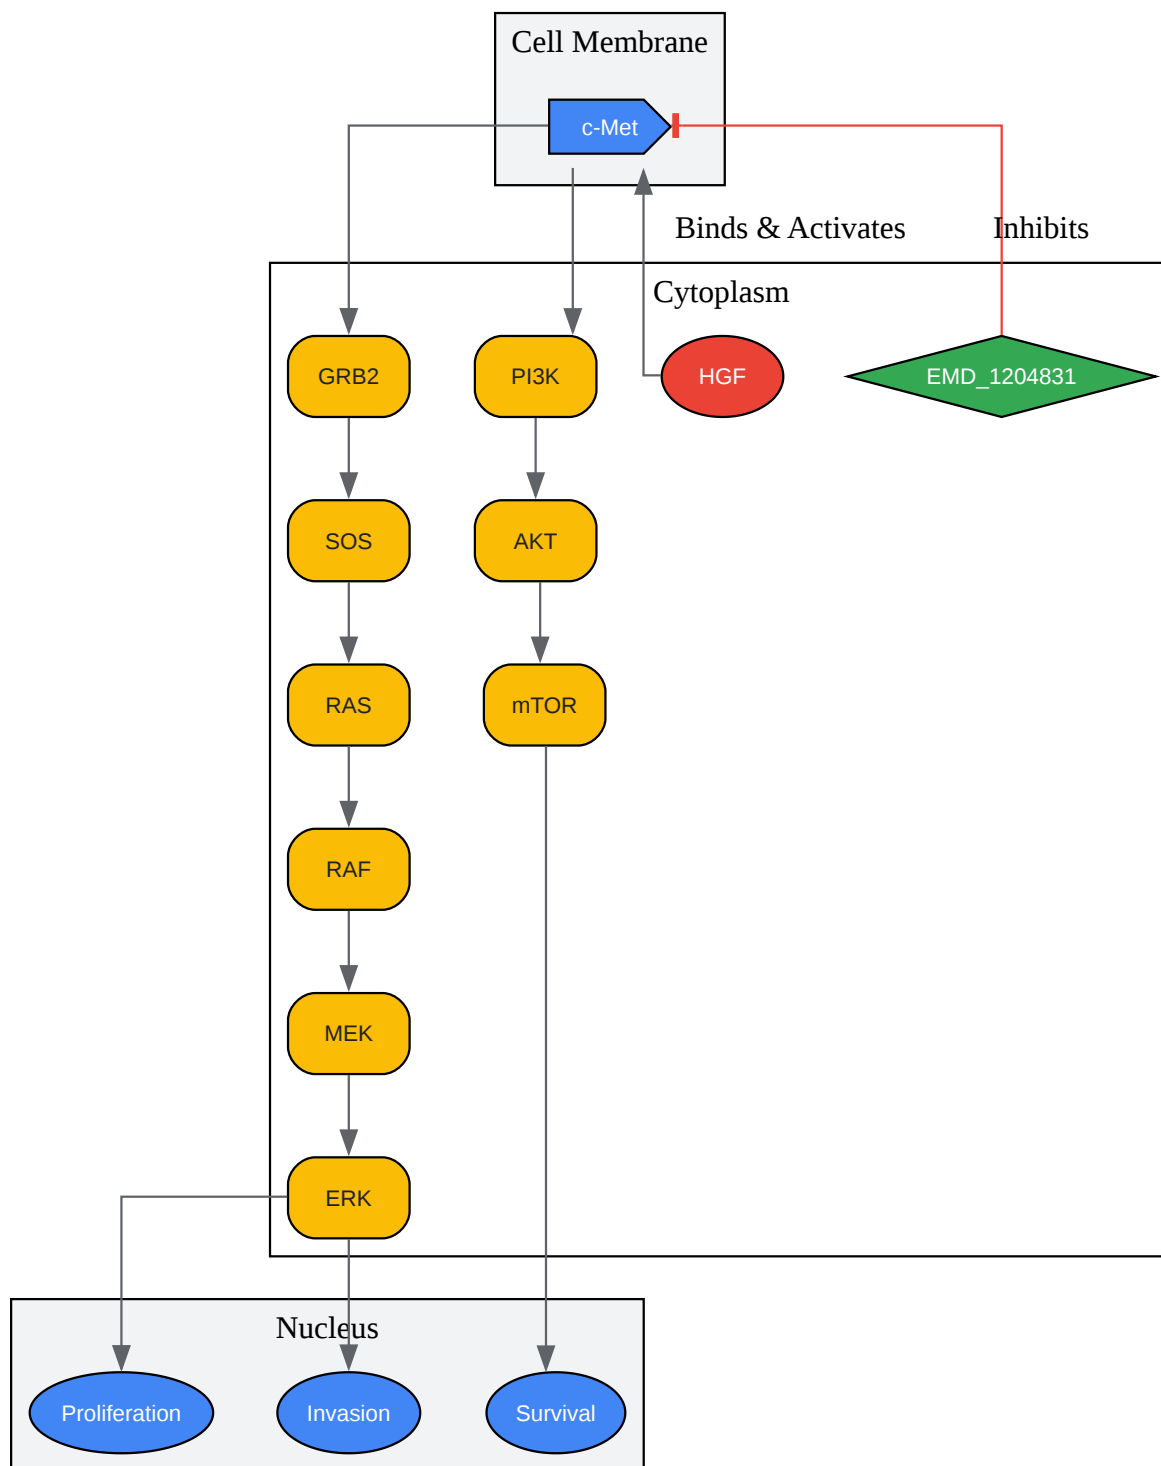 Cell Membrane
c-Met
Binds & Activates
Inhibits
Cytoplasm
GRB2
PI3K
HGF
EMD_1204831
SOS
AKT
RAS
mTOR
RAF
MEK
ERK
Nucleus
Proliferation
Invasion
Survival